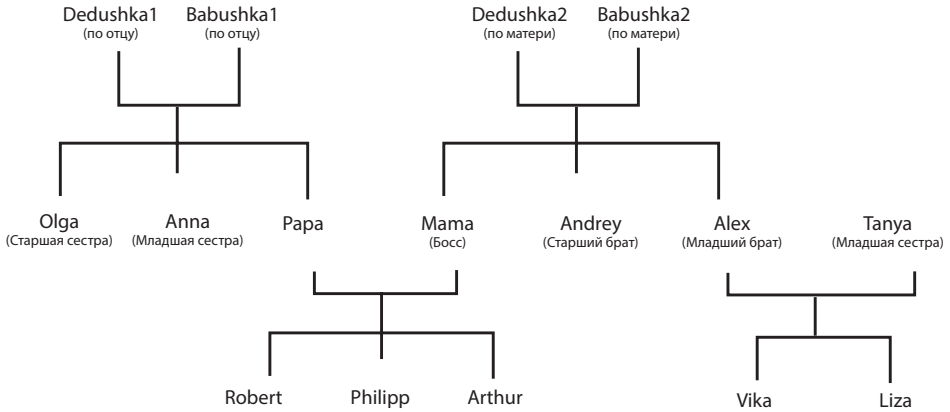 Dedushka1 Babushka1 Dedushka2 Babushka2
(по отцу) (по отцу) (по матери) (по матери)
Olga Anna Papa Mama Andrey Alex Tanya
(Старшая сестра) (Младшая сестра) (Босс) (Старший брат) (Младший брат) (Младшая сестра)
Robert Philipp Arthur Vika Liza